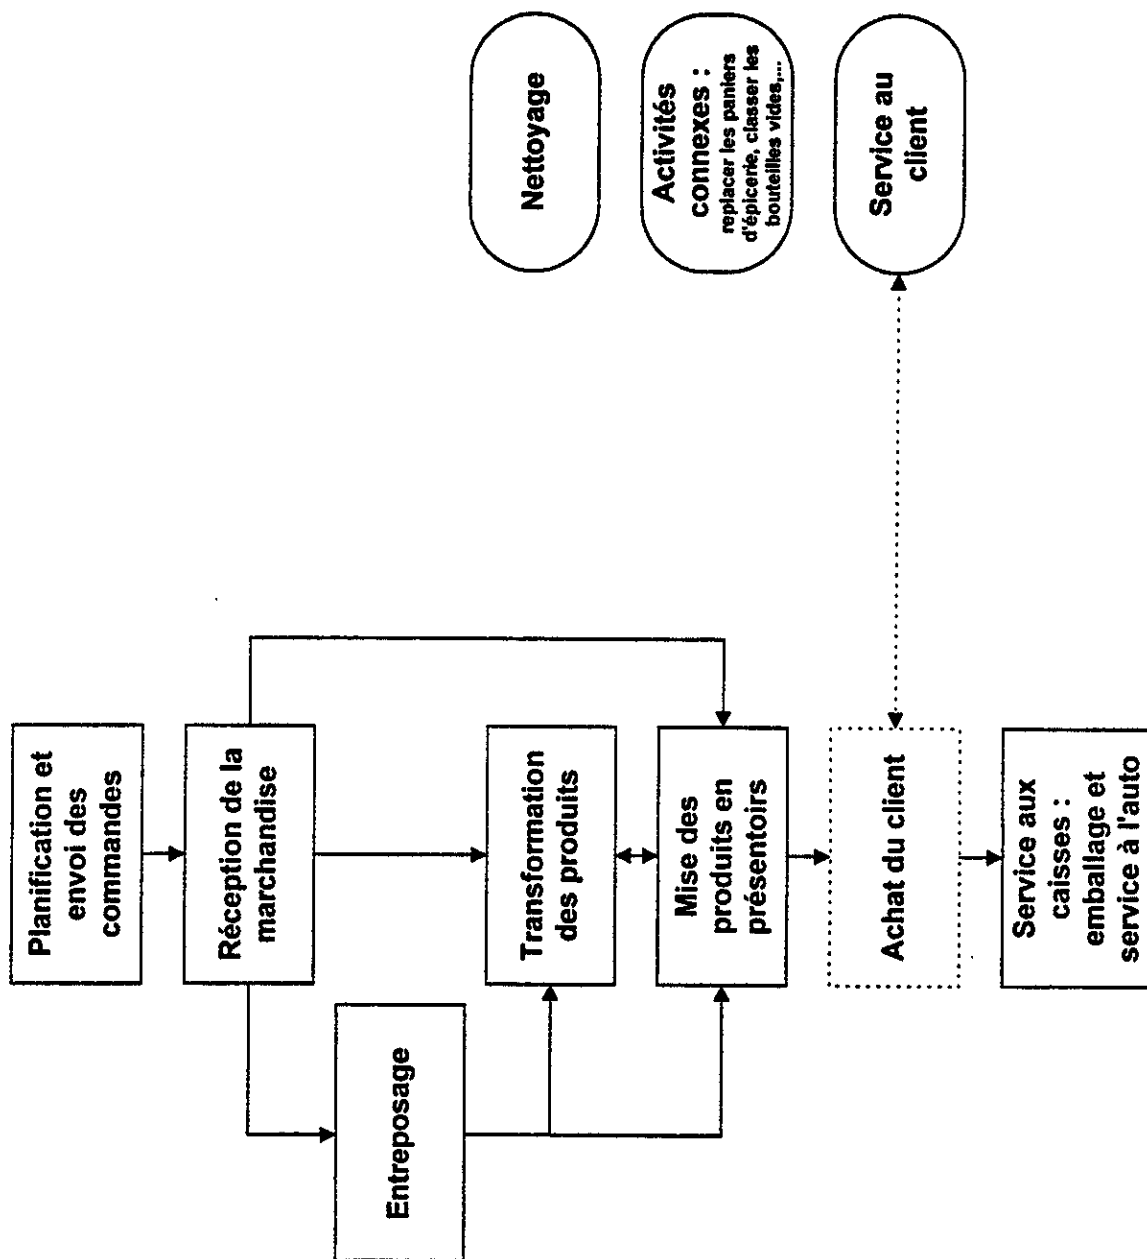 Planification et
envoi des
commandes
Réception de la
marchandise
Entreposage
Transformation
des produits
Mise des
produits en
présentoirs
Achat du client
Service aux
caisses :
emballage et
service à l'auto
Nettoyage
Activités
connexes :
replacer les paniers
d'épicerie, classer les
bouteilles vides,...
Service au
client